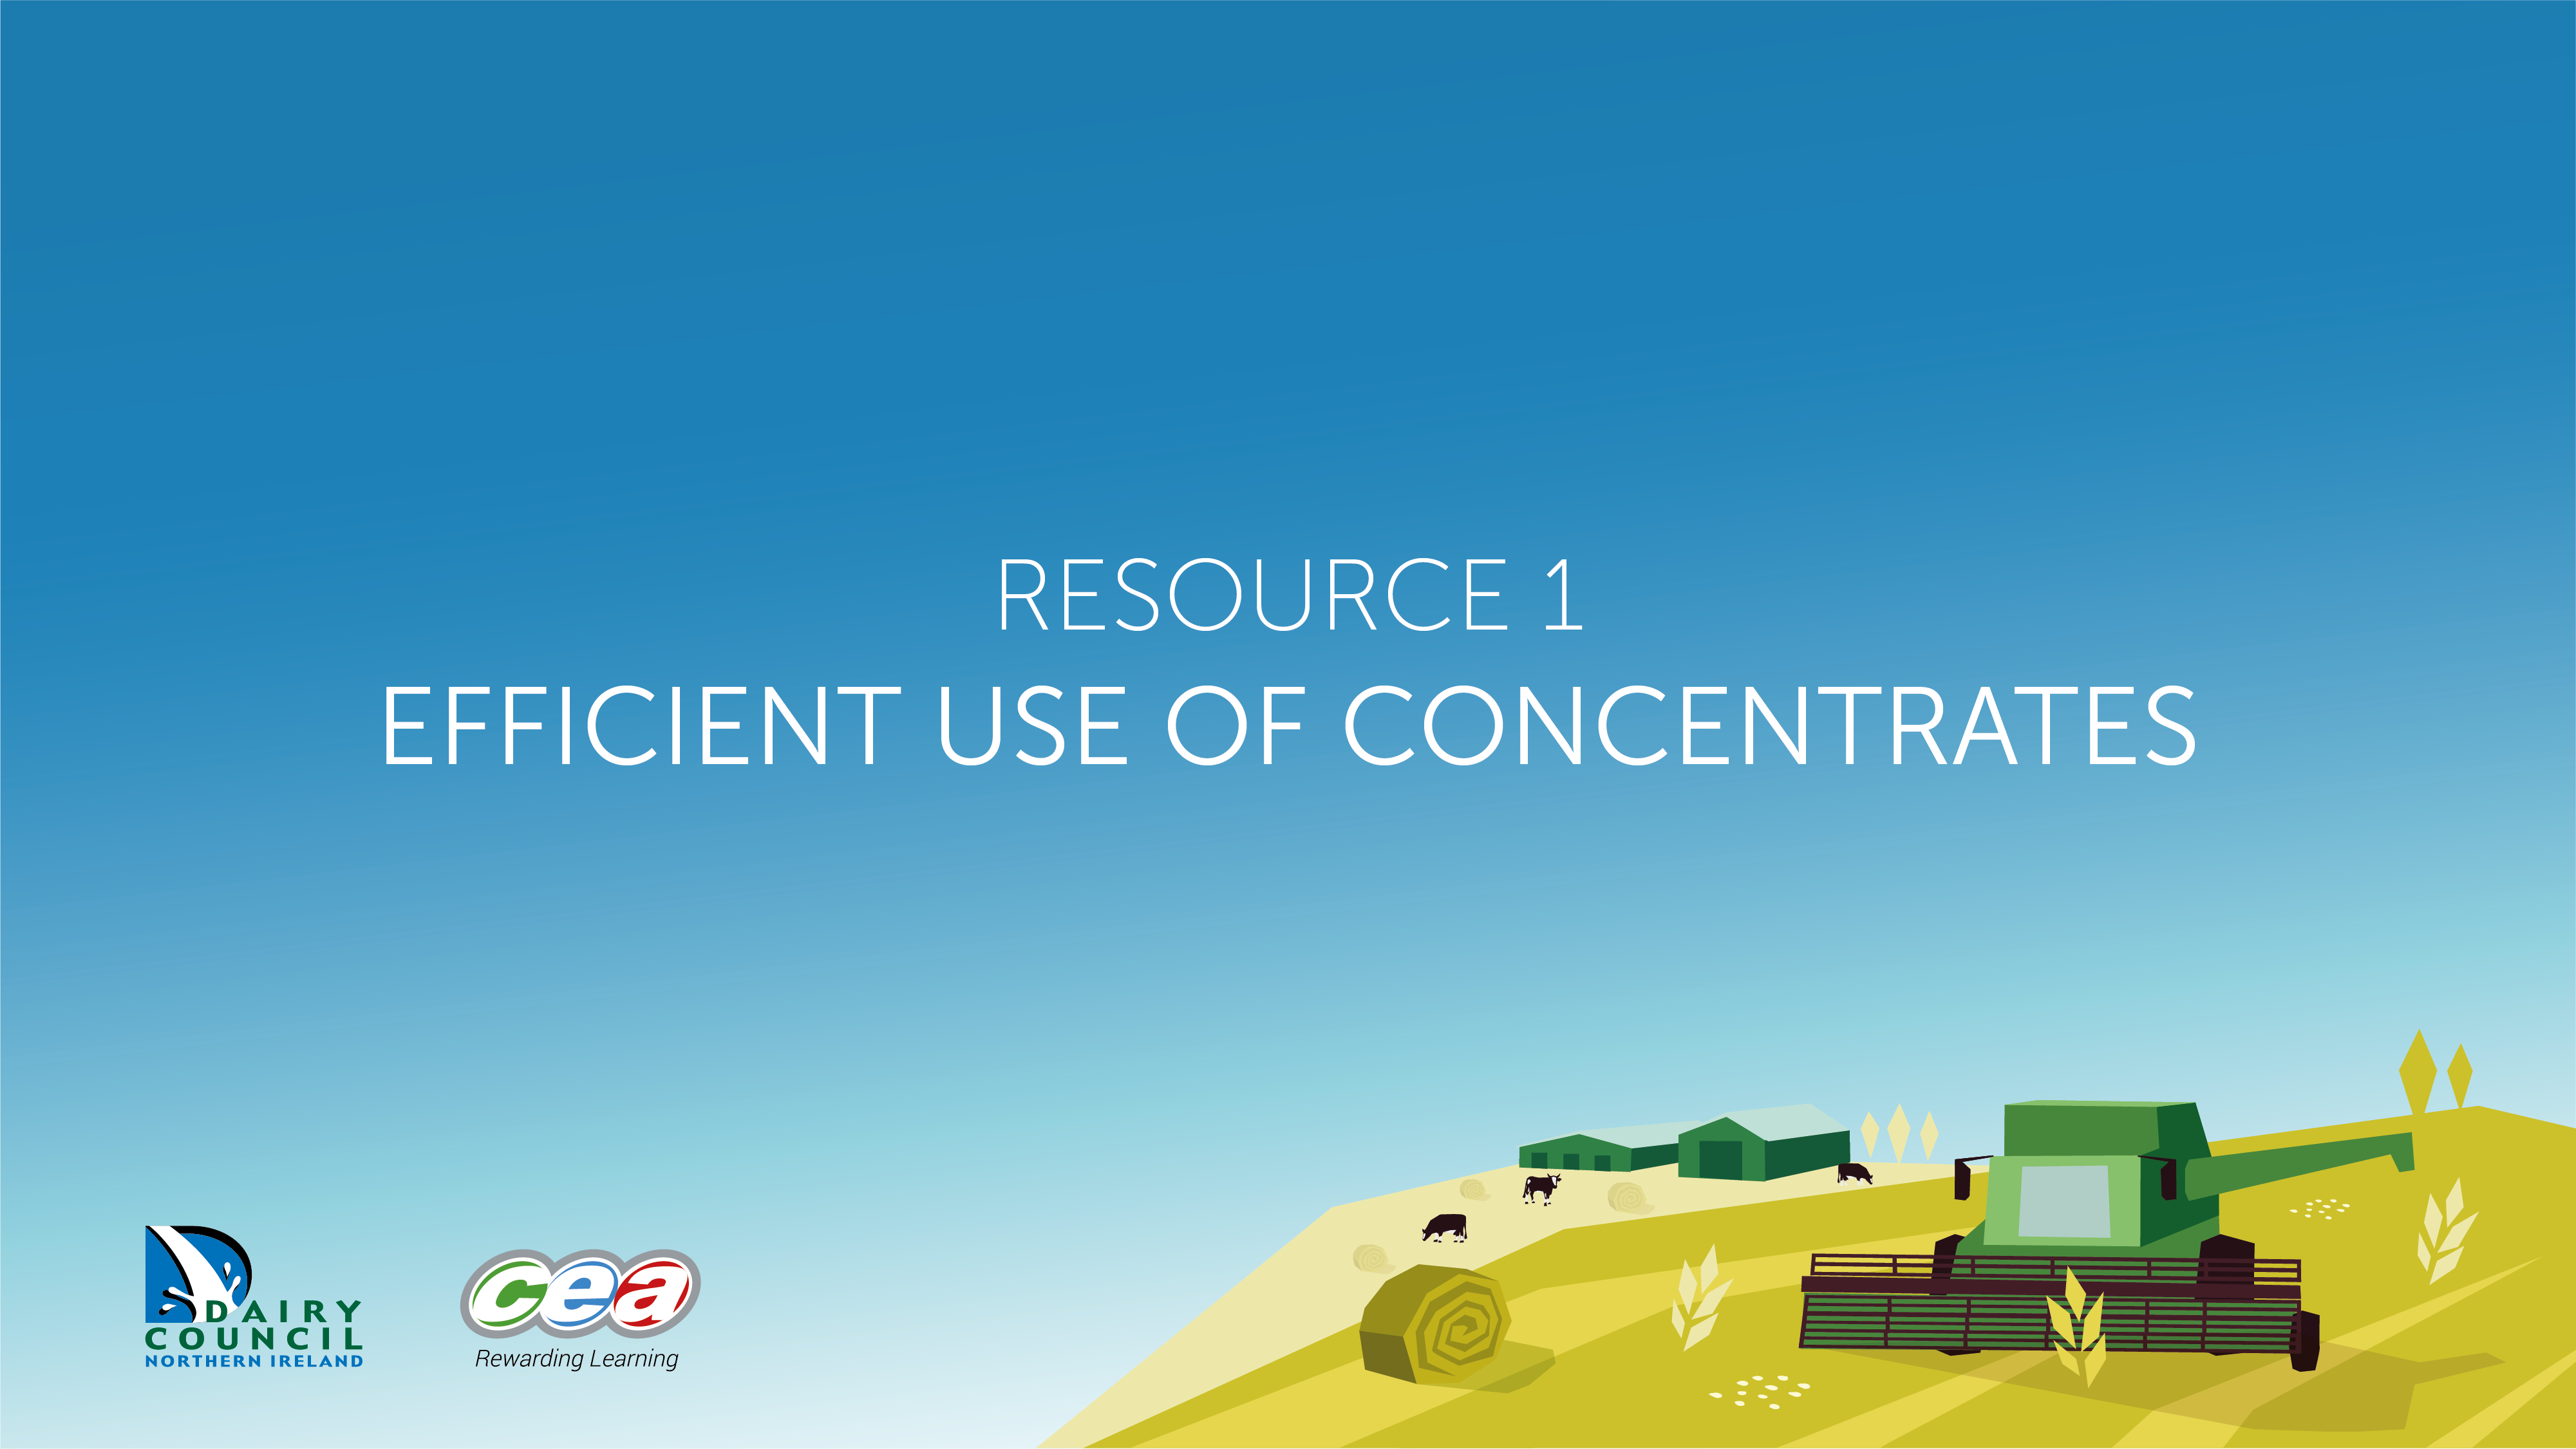 RESOURCE 1
EFFICIENT USE OF CONCENTRATES
DAIRY
COUNCIL
NORTHERN IRELAND
cea
Rewarding Learning